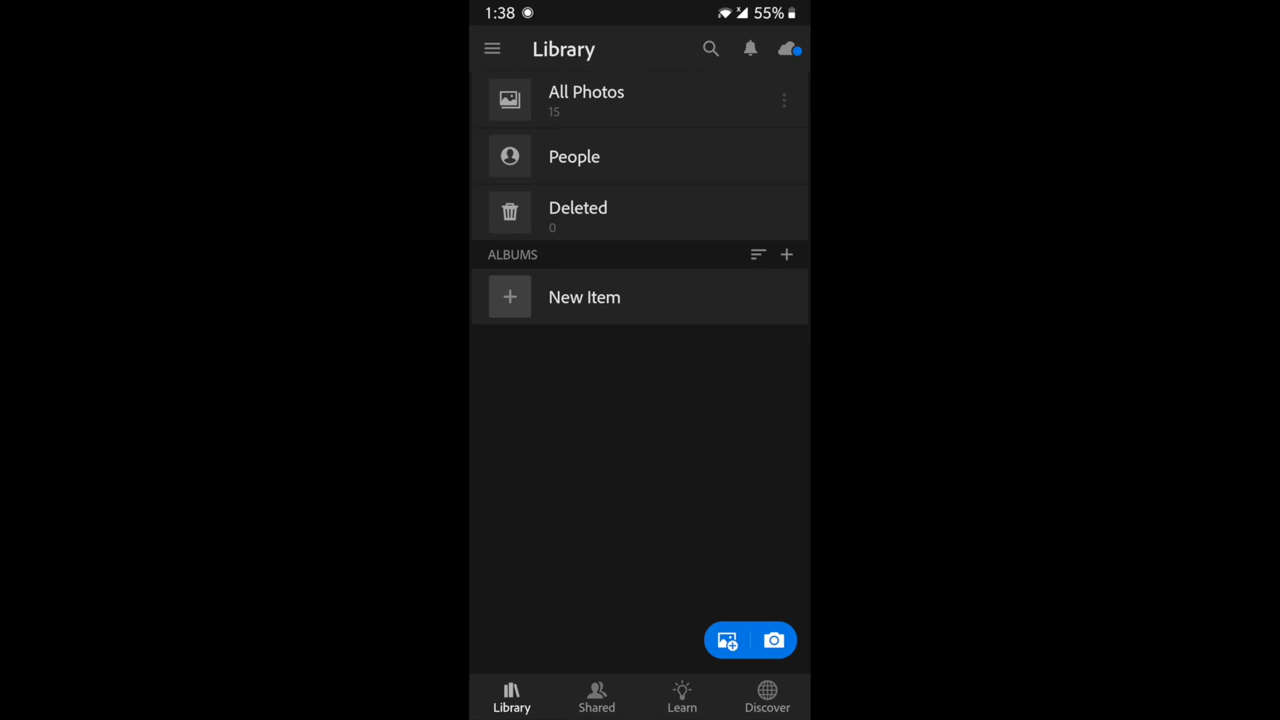 1:38 55%
Library
All Photos
15
People
Deleted
0
ALBUMS
New Item
Library Shared Learn Discover